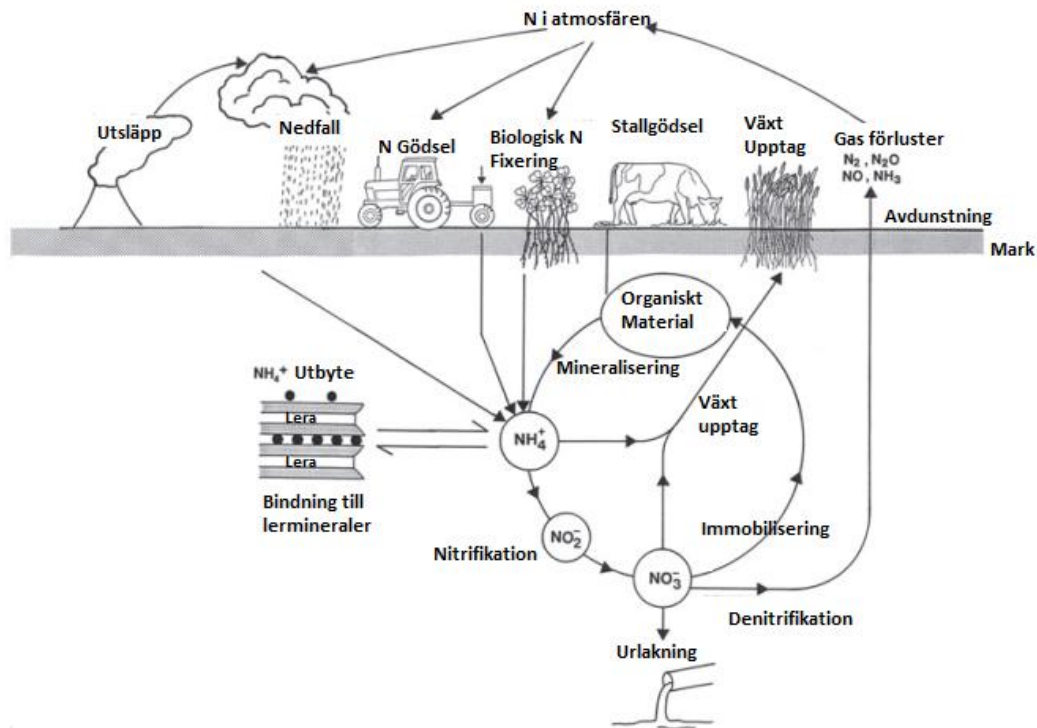 N i atmosfären
Utsläpp
Nedfall
N Gödsel
Biologisk N
Fixering
Stallgödsel
Växt
Upptag
Gas förluster
N₂ , N₂O
NO , NH₃
Avdunstning
Mark
Organiskt
Material
Mineralisering
NH₄⁺ Utbyte
Lera
Lera
Bindning till
lermineraler
NH₄⁺
Växt
upptag
Nitrifikation
NO₂⁻
Immobilisering
NO₃⁻
Denitrifikation
Urlakning